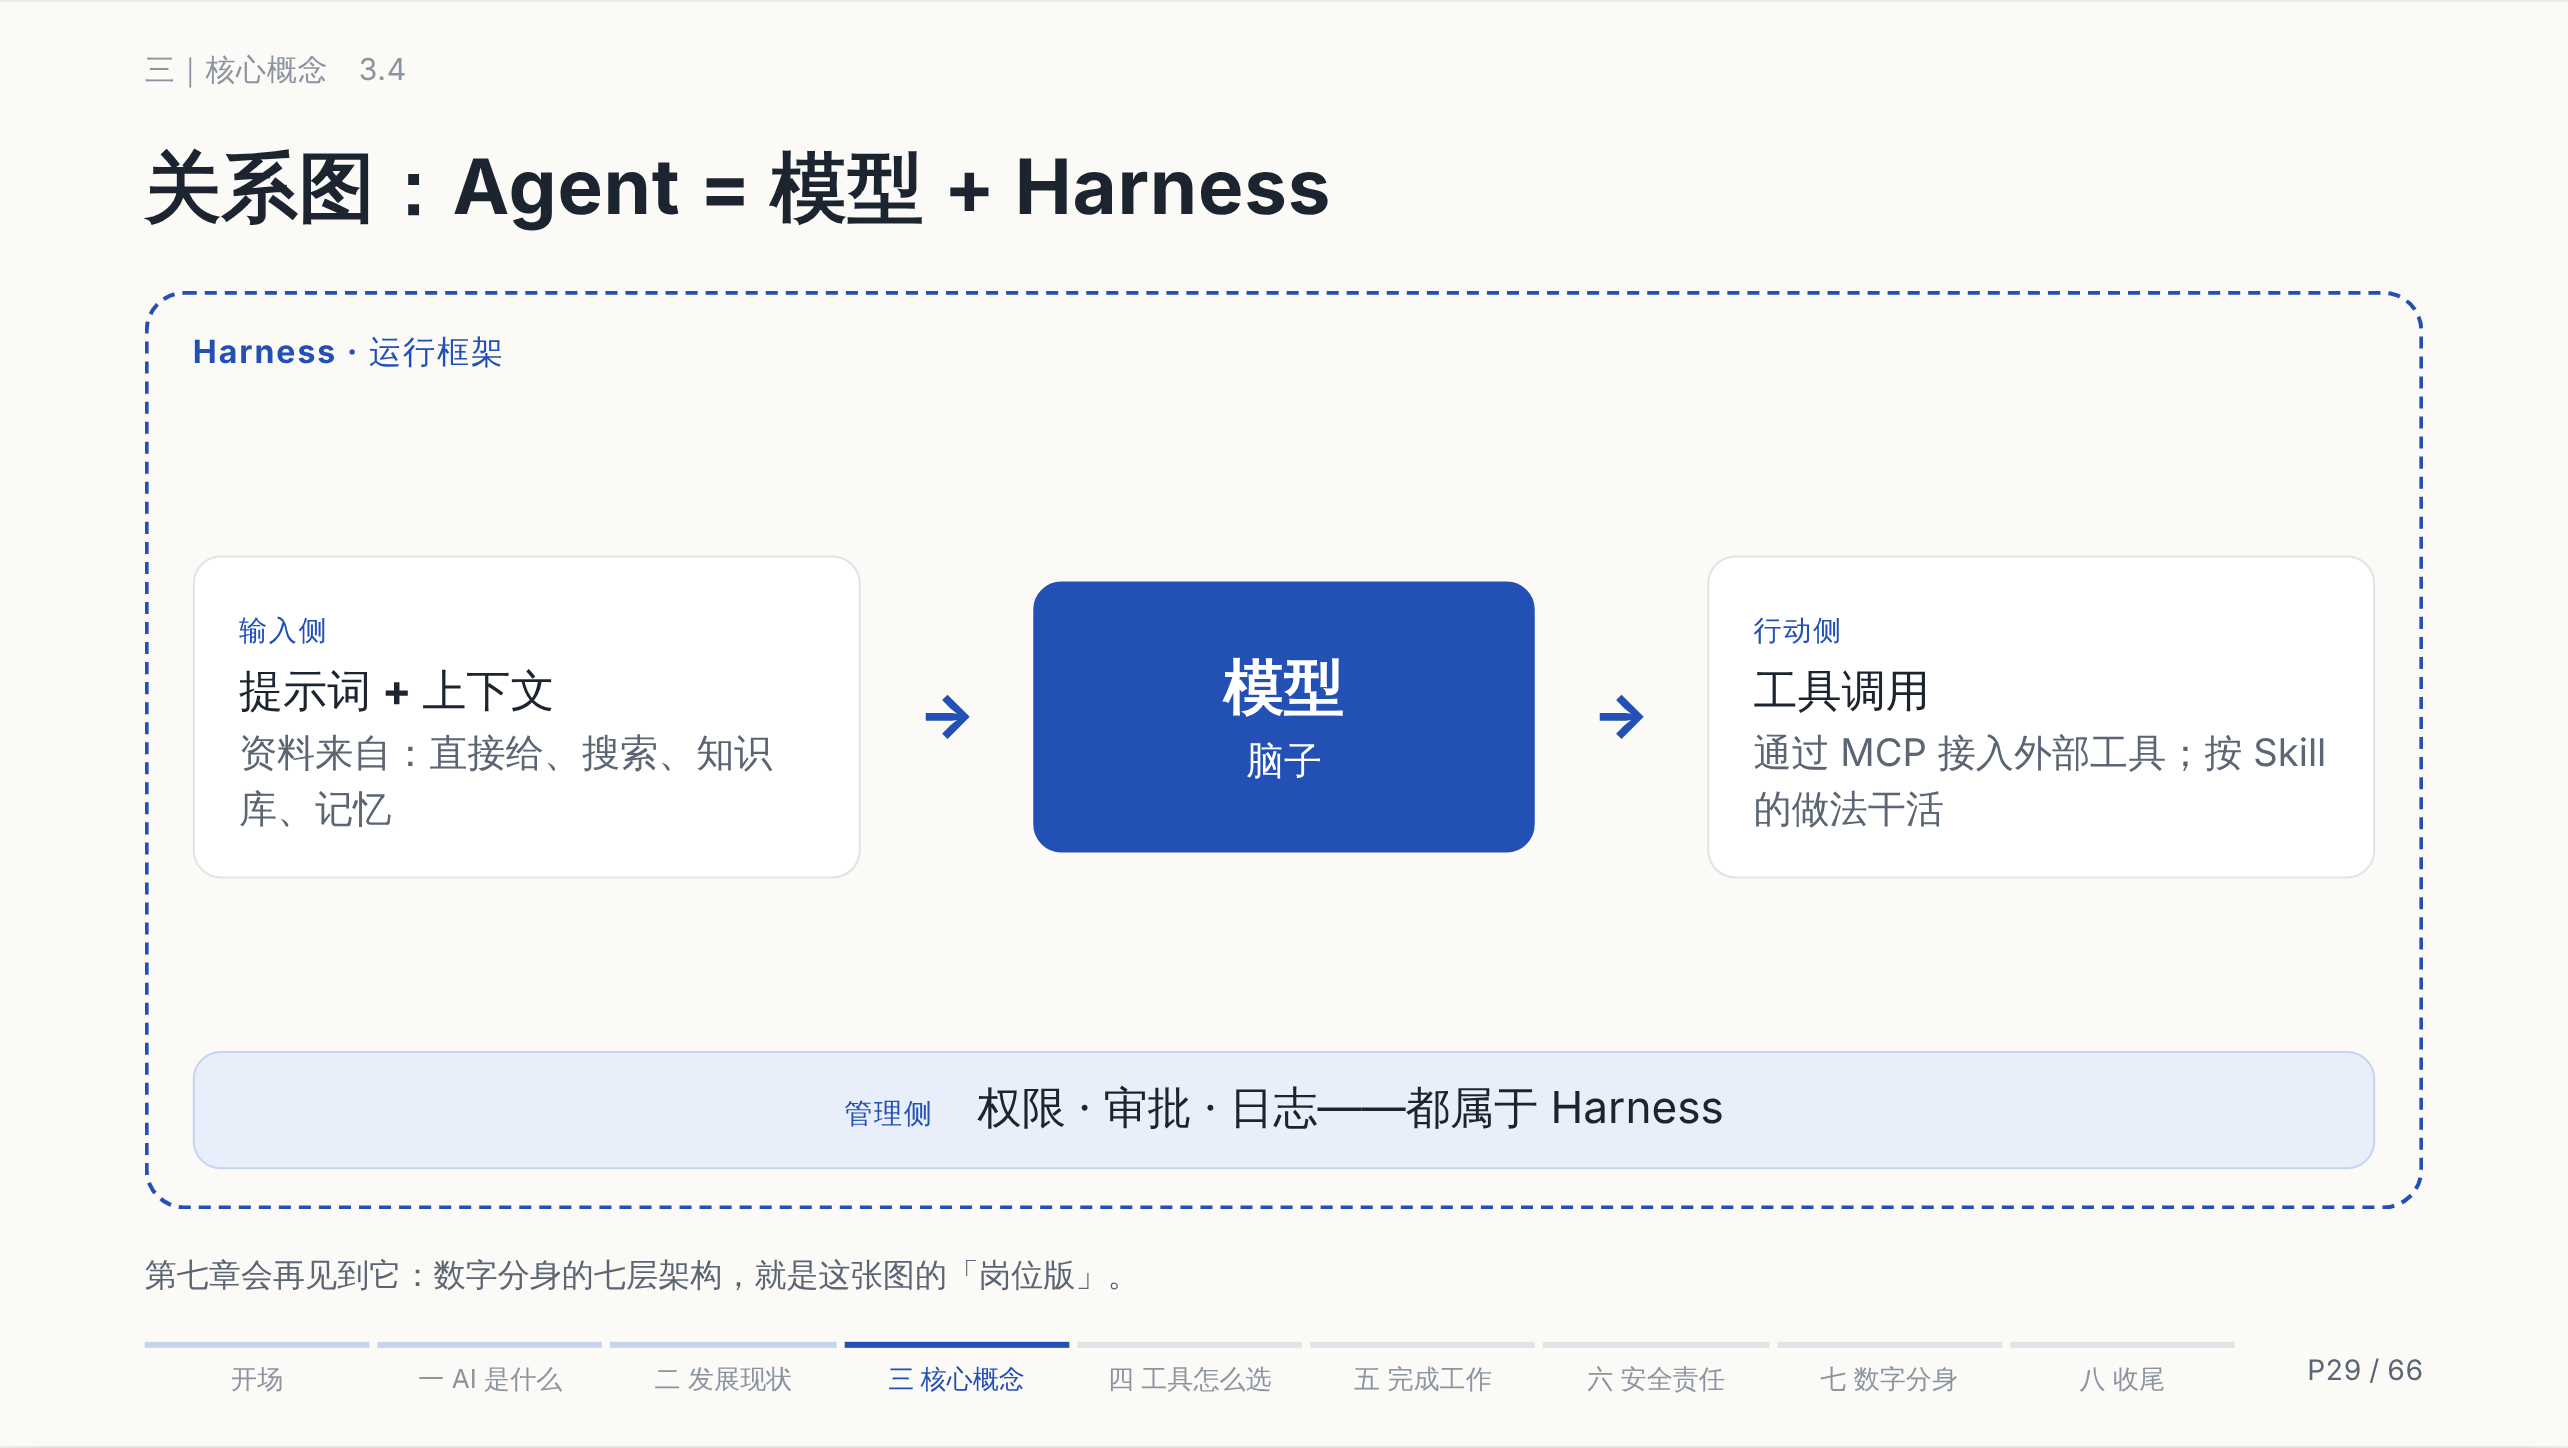 三｜核心概念 3.4
关系图：Agent = 模型 + Harness
Harness · 运行框架
输入侧
提示词 + 上下文
资料来自：直接给、搜索、知识
库、记忆
→
模型
脑子
→
行动侧
工具调用
通过 MCP 接入外部工具；按 Skill
的做法干活
管理侧 权限 · 审批 · 日志——都属于 Harness
第七章会再见到它：数字分身的七层架构，就是这张图的「岗位版」。
开场
一 AI 是什么
二 发展现状
三 核心概念
四 工具怎么选
五 完成工作
六 安全责任
七 数字分身
八 收尾
P29 / 66